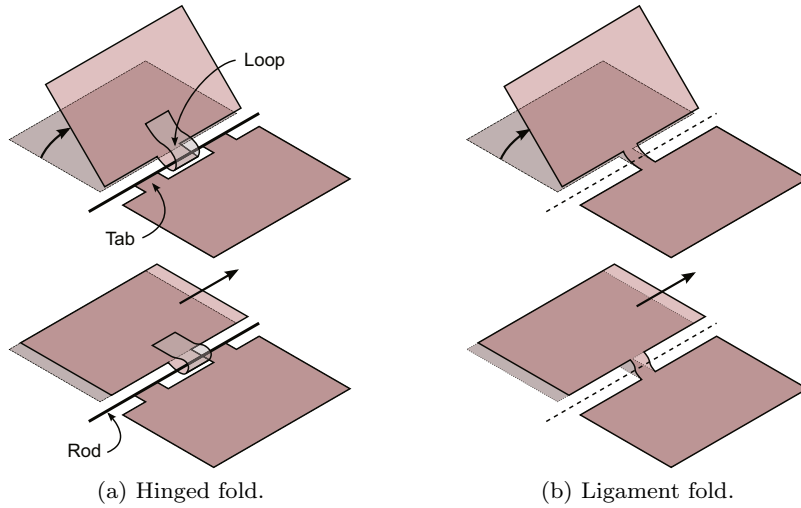 Loop
Tab
Rod
(a) Hinged fold.
(b) Ligament fold.